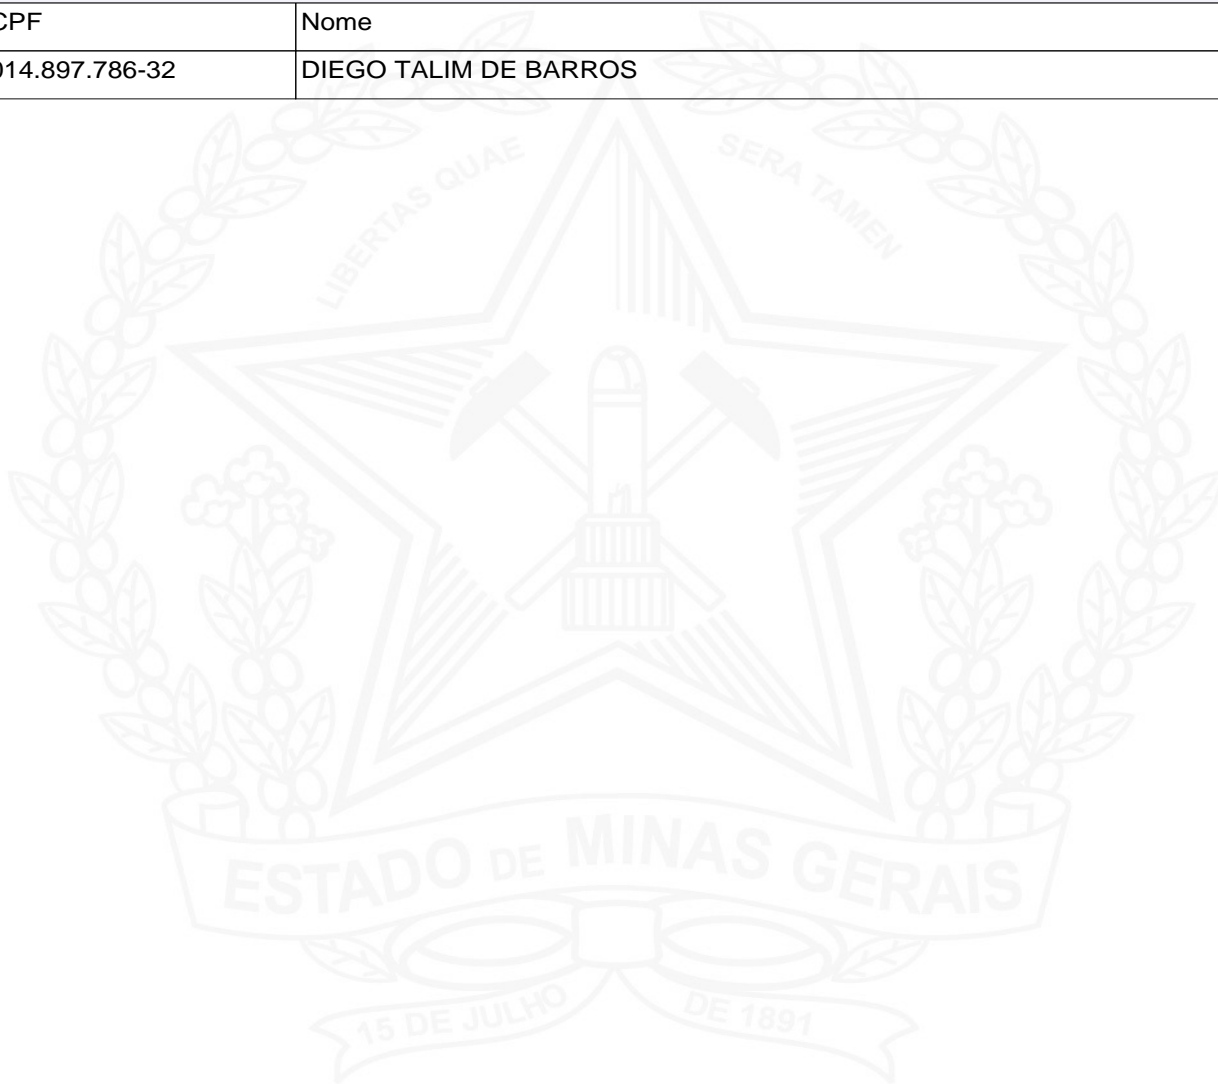 CPF Nome
014.897.786-32 DIEGO TALIM DE BARROS
LIBERTAS QUAE SERA TAMEN
ESTADO DE MINAS GERAIS
15 DE JULHO DE 1891